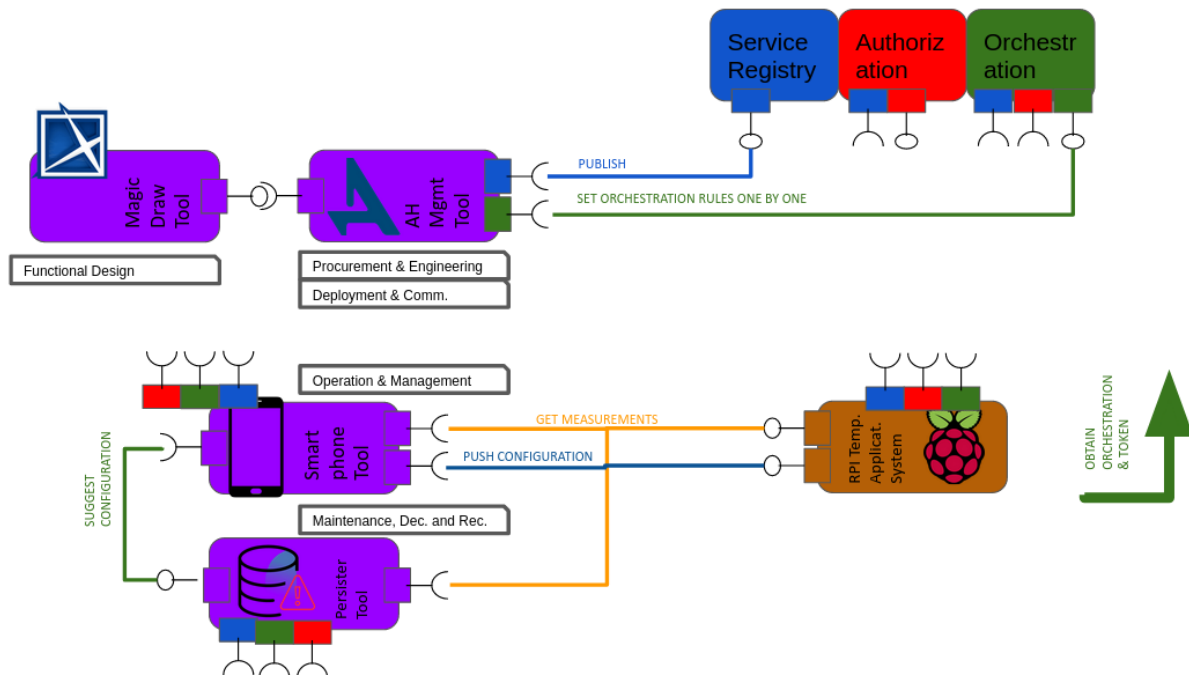 Service
Registry
Authoriz
ation
Orchestr
ation
Magic
Draw
Tool
AH
Mgmt
Tool
PUBLISH
SET ORCHESTRATION RULES ONE BY ONE
Functional Design
Procurement & Engineering
Deployment & Comm.
Operation & Management
Smart
phone
Tool
GET MEASUREMENTS
PUSH CONFIGURATION
RPI Temp.
Applicat.
System
OBTAIN
ORCHESTRATION
& TOKEN
SUGGEST
CONFIGURATION
Maintenance, Dec. and Rec.
Persister
Tool